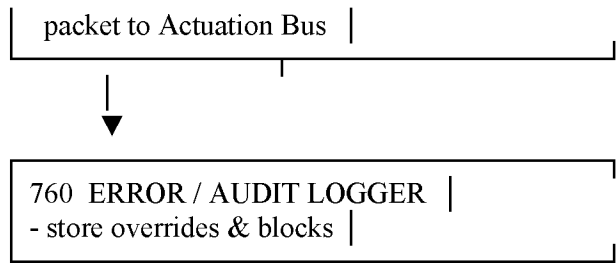 packet to Actuation Bus
760 ERROR / AUDIT LOGGER
- store overrides & blocks